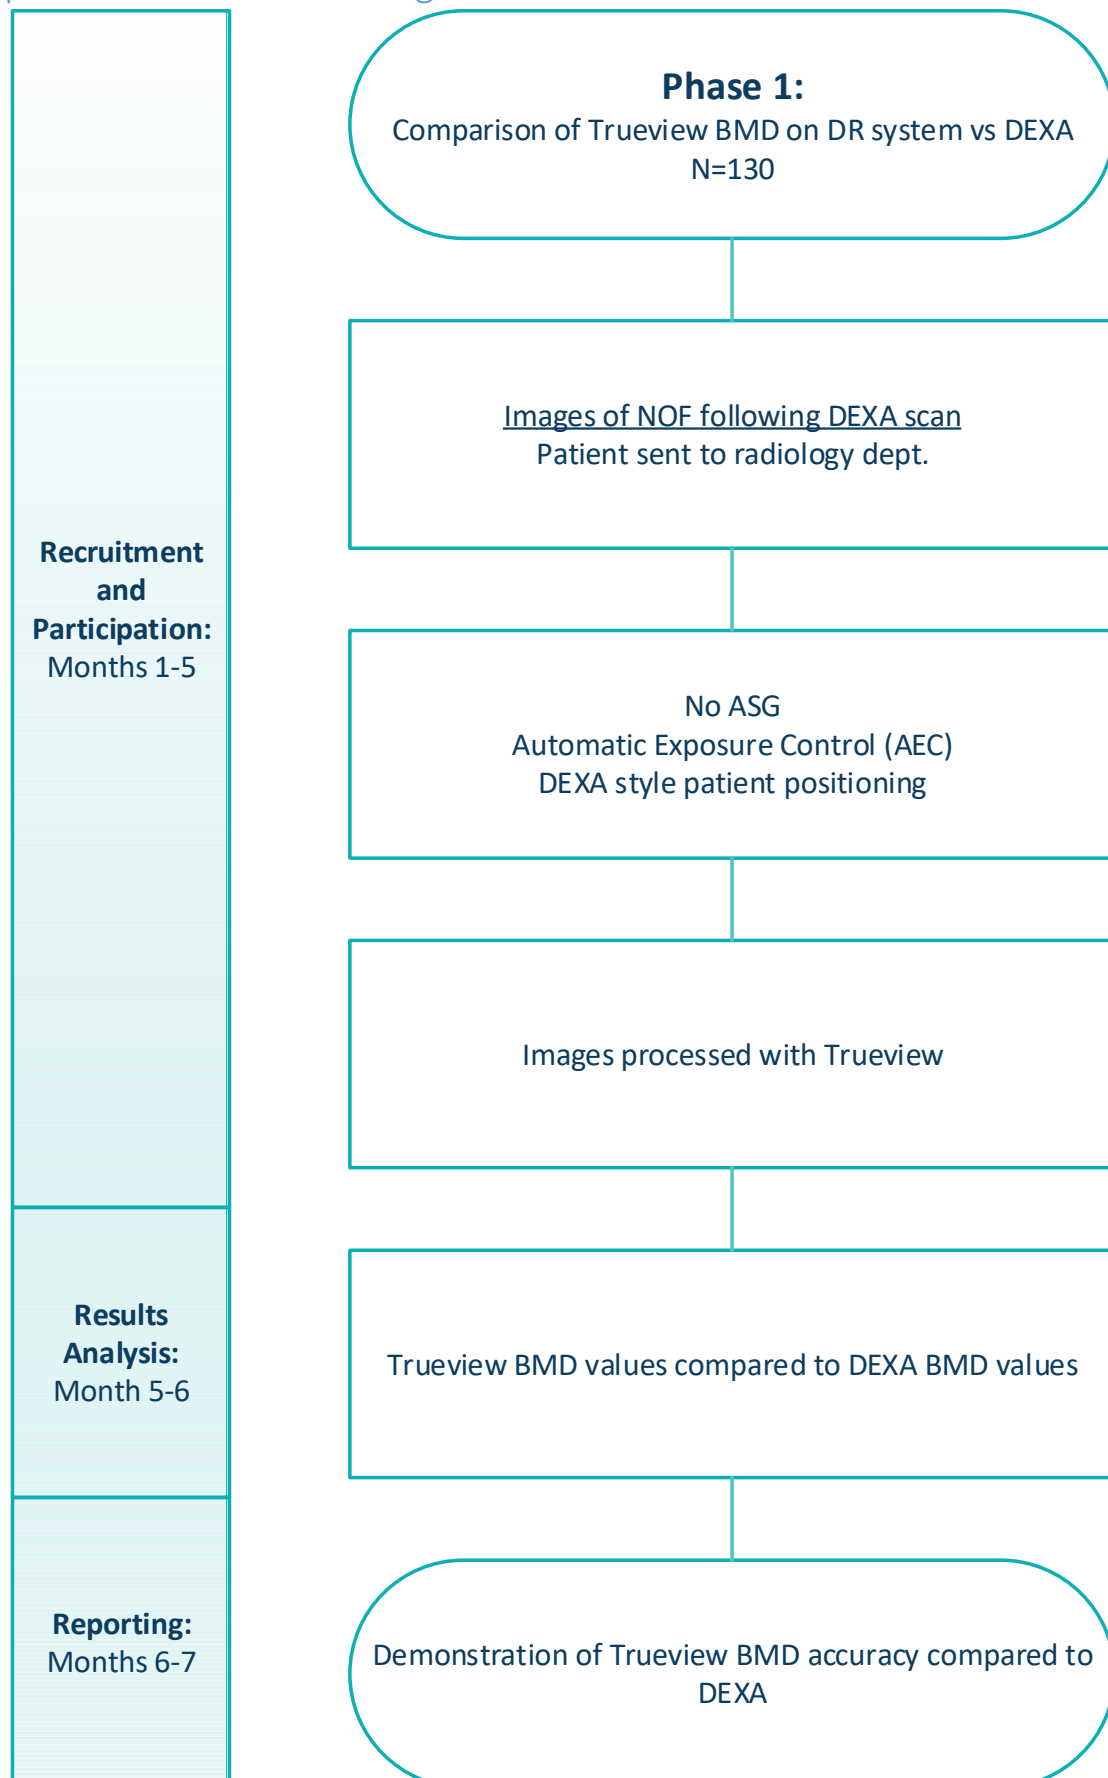 Phase 1:
Comparison of Trueview BMD on DR system vs DEXA
N=130
Images of NOF following DEXA scan
Patient sent to radiology dept.
Recruitment
and
Participation:
Months 1-5
No ASG
Automatic Exposure Control (AEC)
DEXA style patient positioning
Images processed with Trueview
Results
Analysis:
Month 5-6
Trueview BMD values compared to DEXA BMD values
Reporting:
Months 6-7
Demonstration of Trueview BMD accuracy compared to
DEXA